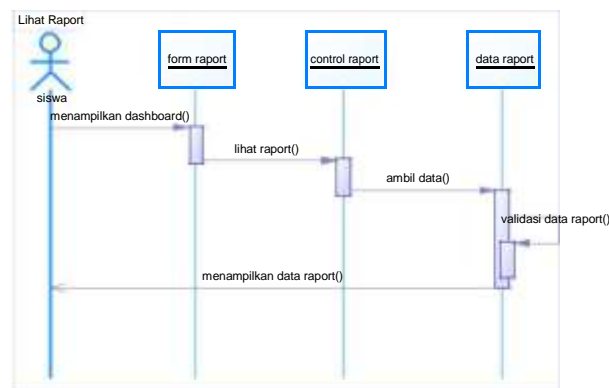 Lihat Raport
form raport
control raport
data raport
siswa
menampilkan dashboard()
lihat raport()
ambil data()
validasi data raport()
menampilkan data raport()